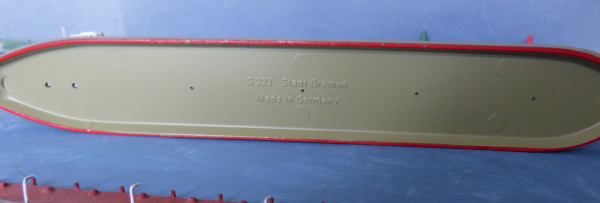 S-223 Stadt Bremen
Made in Germany